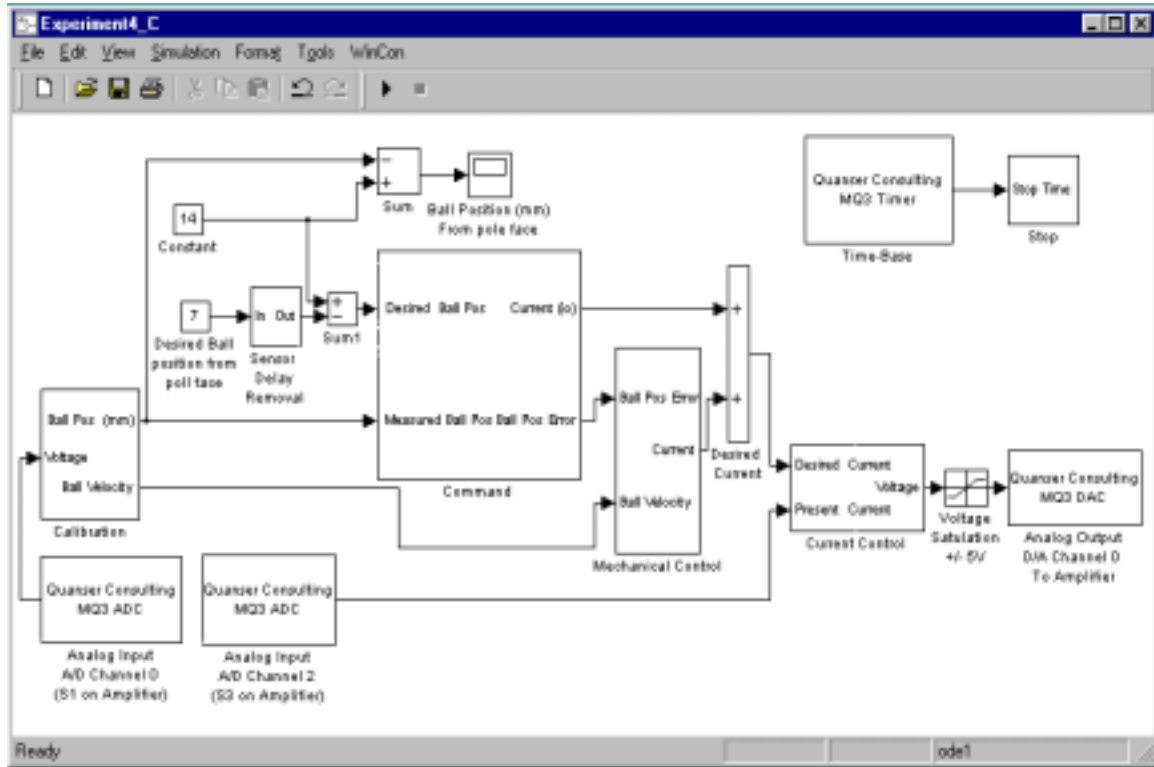 Experiment4_C
File Edit View Simulation Format Tools WinCon
Sum
Ball Position (mm)
From pole face
14
Constant
Quanser Consulting
MQ3 Timer
Time-Base
Stop Time
Stop
7
Desired Ball
position from
poll face
In Out
Sensor
Delay
Removal
Sum1
Desired Ball Pos
Current (Io)
Measured Ball Pos
Ball Pos Error
Command
Ball Pos (mm)
Voltage
Ball Velocity
Calibration
Ball Pos Error
Current
Ball Velocity
Mechanical Control
Desired
Current
Desired Current
Voltage
Present Current
Current Control
Voltage
Satulation
+/- 5V
Quanser Consulting
MQ3 DAC
Analog Output
D/A Channel 0
To Amplifier
Quanser Consulting
MQ3 ADC
Analog Input
A/D Channel 0
(S1 on Amplifier)
Quanser Consulting
MQ3 ADC
Analog Input
A/D Channel 2
(S3 on Amplifier)
Ready
ode1